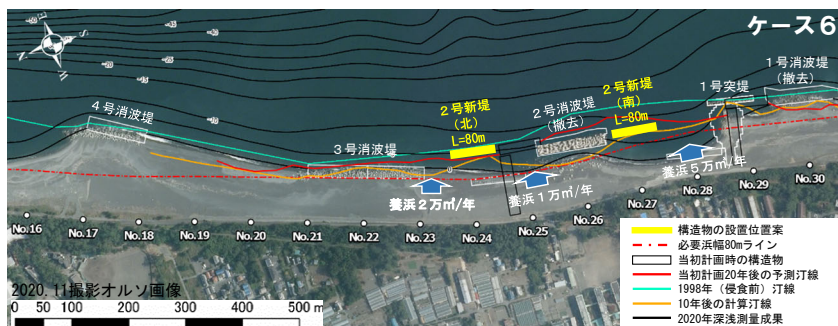 ケース6
N
E
S
W
-45
-40
-35
-30
-25
-20
-15
4号消波堤
3号消波堤
2号新堤
(北)
L=80m
2号消波堤
(撤去)
2号新堤
(南)
L=80m
1号突堤
1号消波堤
(撤去)
養浜2万㎥/年
養浜1万㎥/年
養浜5万㎥/年
No.16
No.17
No.18
No.19
No.20
No.21
No.22
No.23
No.24
No.25
No.26
No.27
No.28
No.29
No.30
2020.11撮影オルソ画像
0 50 100 200 300 400 500 m
構造物の設置位置案
必要浜幅80mライン
当初計画時の構造物
当初計画20年後の予測汀線
1998年(侵食前)汀線
10年後の計算汀線
2020年深浅測量成果